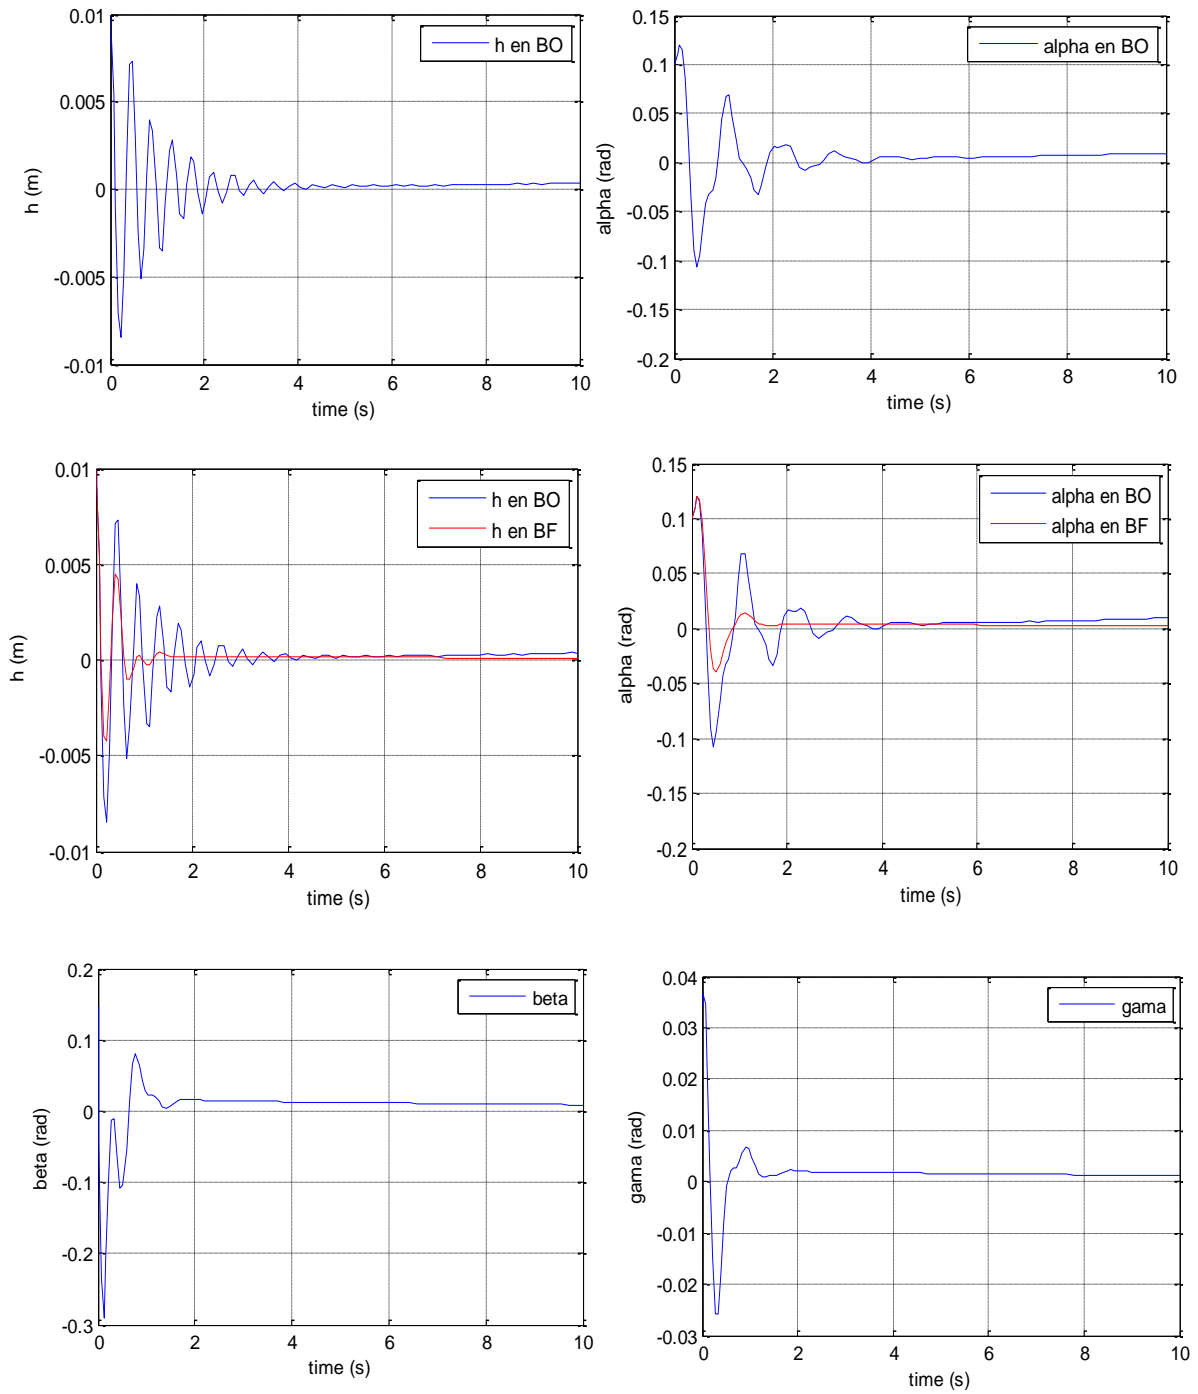 0.01
0.005
0
-0.005
-0.01
h (m)
h en BO
0 2 4 6 8 10
time (s)
0.15
0.1
0.05
0
-0.05
-0.1
-0.15
-0.2
alpha (rad)
alpha en BO
0 2 4 6 8 10
time (s)
0.01
0.005
0
-0.005
-0.01
h (m)
h en BO
h en BF
0 2 4 6 8 10
time (s)
0.15
0.1
0.05
0
-0.05
-0.1
-0.15
-0.2
alpha (rad)
alpha en BO
alpha en BF
0 2 4 6 8 10
time (s)
0.2
0.1
0
-0.1
-0.2
-0.3
beta (rad)
beta
0 2 4 6 8 10
time (s)
0.04
0.03
0.02
0.01
0
-0.01
-0.02
-0.03
gama (rad)
gama
0 2 4 6 8 10
time (s)